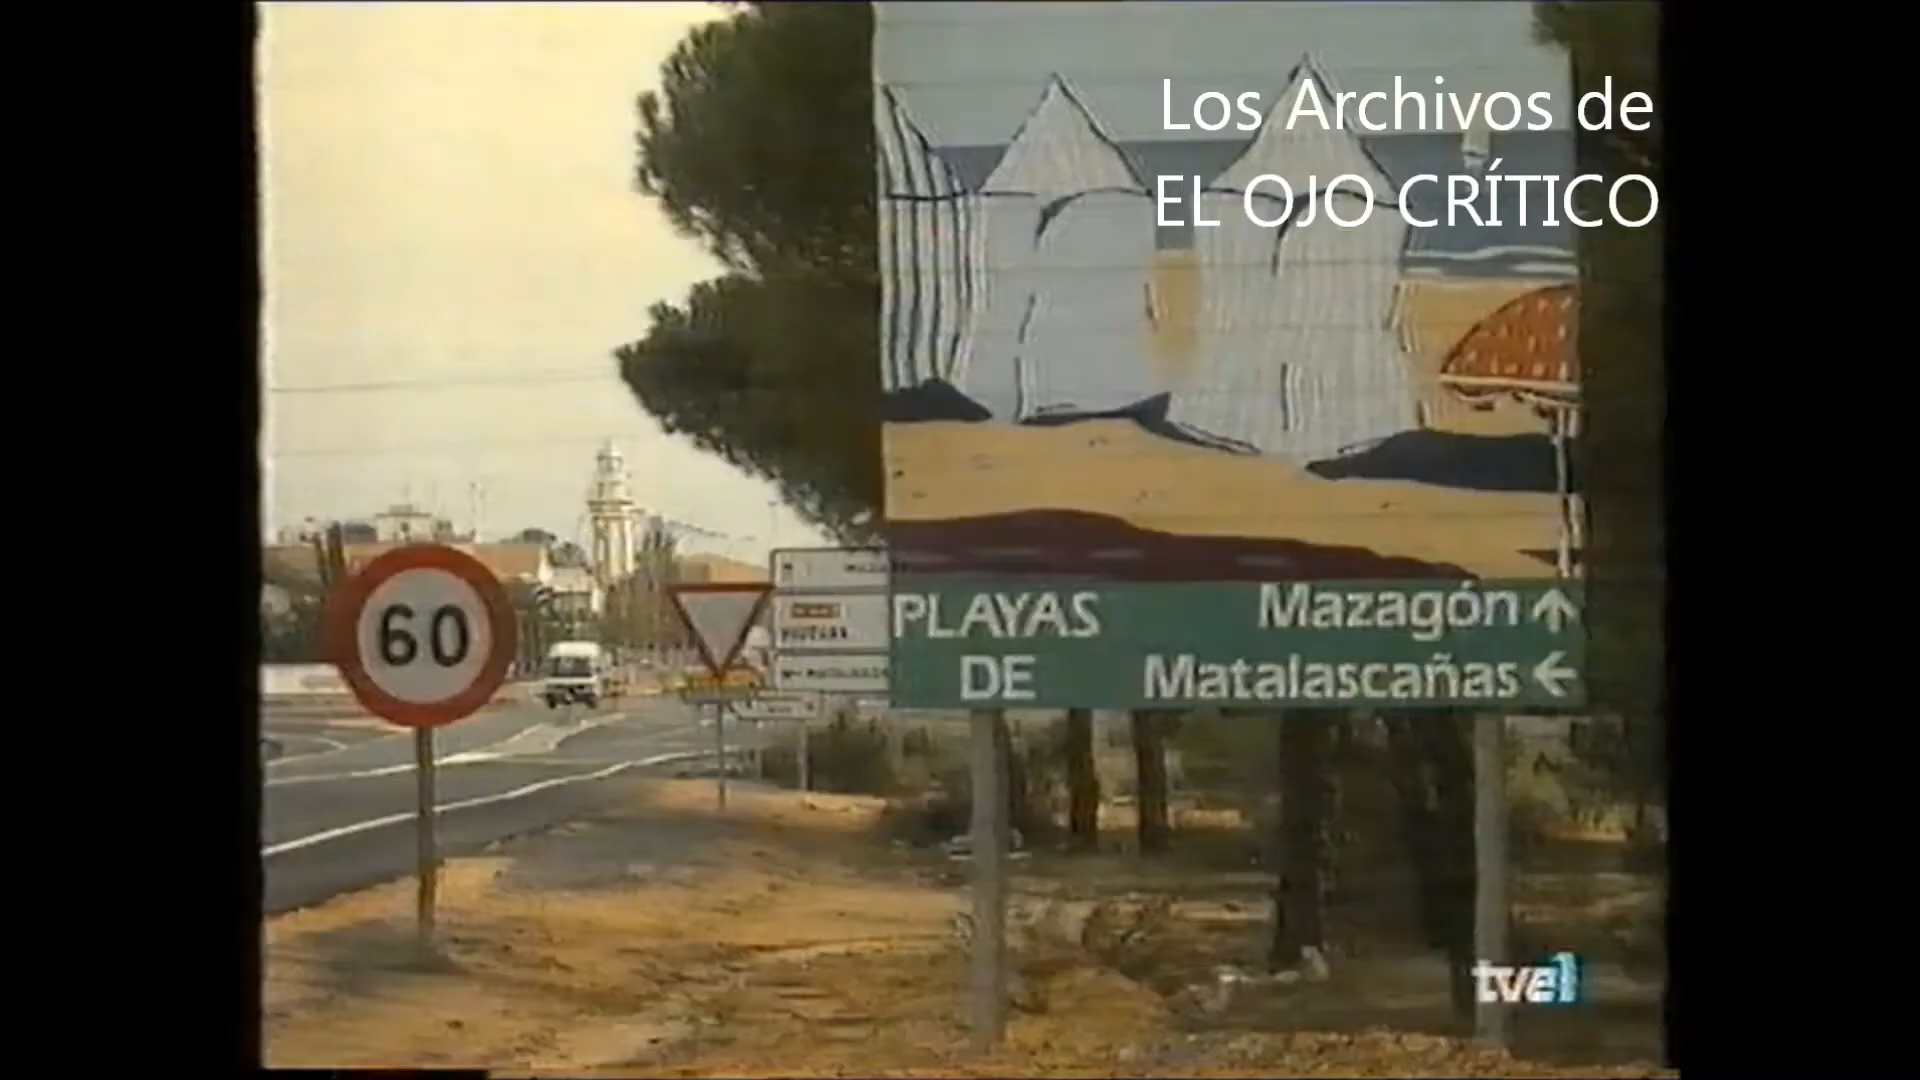 Los Archivos de
EL OJO CRÍTICO
60
PLAYAS
DE
Mazagón
Matalascañas
tve1